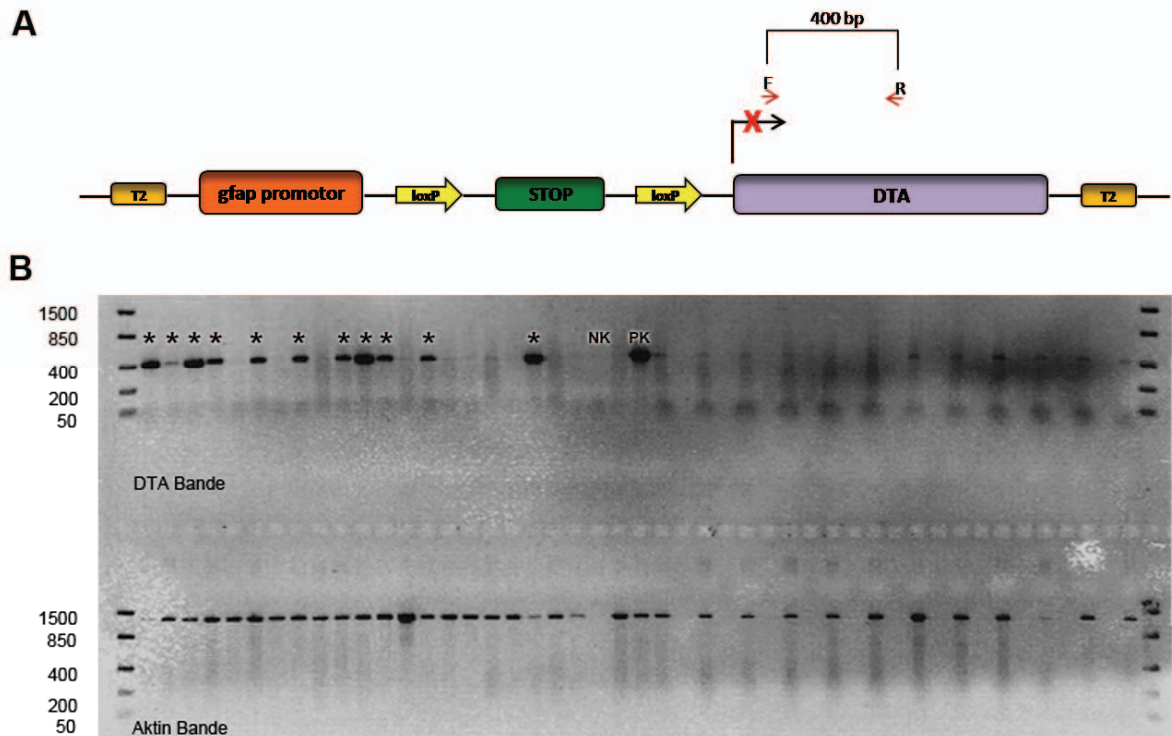 A
400 bp
F
R
T2
gfap promotor
loxP
STOP
loxP
DTA
T2
B
1500
850
400
200
50
* * * * * * * * * * *
NK PK
DTA Bande
1500
850
400
200
50
Aktin Bande